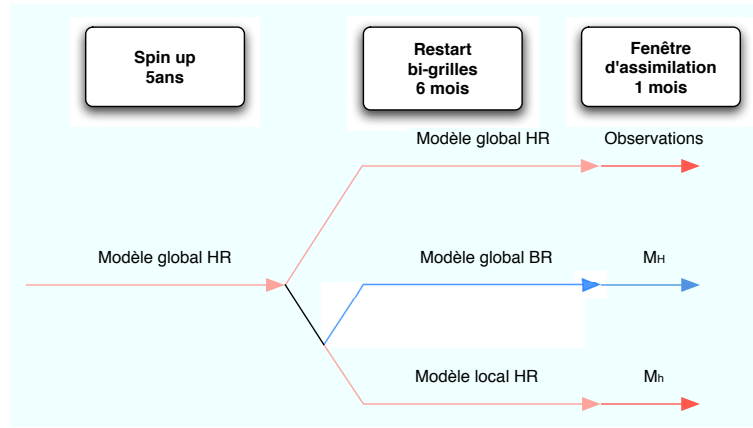 Spin up
5ans
Restart
bi-grilles
6 mois
Fenêtre
d'assimilation
1 mois
Modèle global HR
Observations
Modèle global HR
Modèle global BR
MH
Modèle local HR
Mh